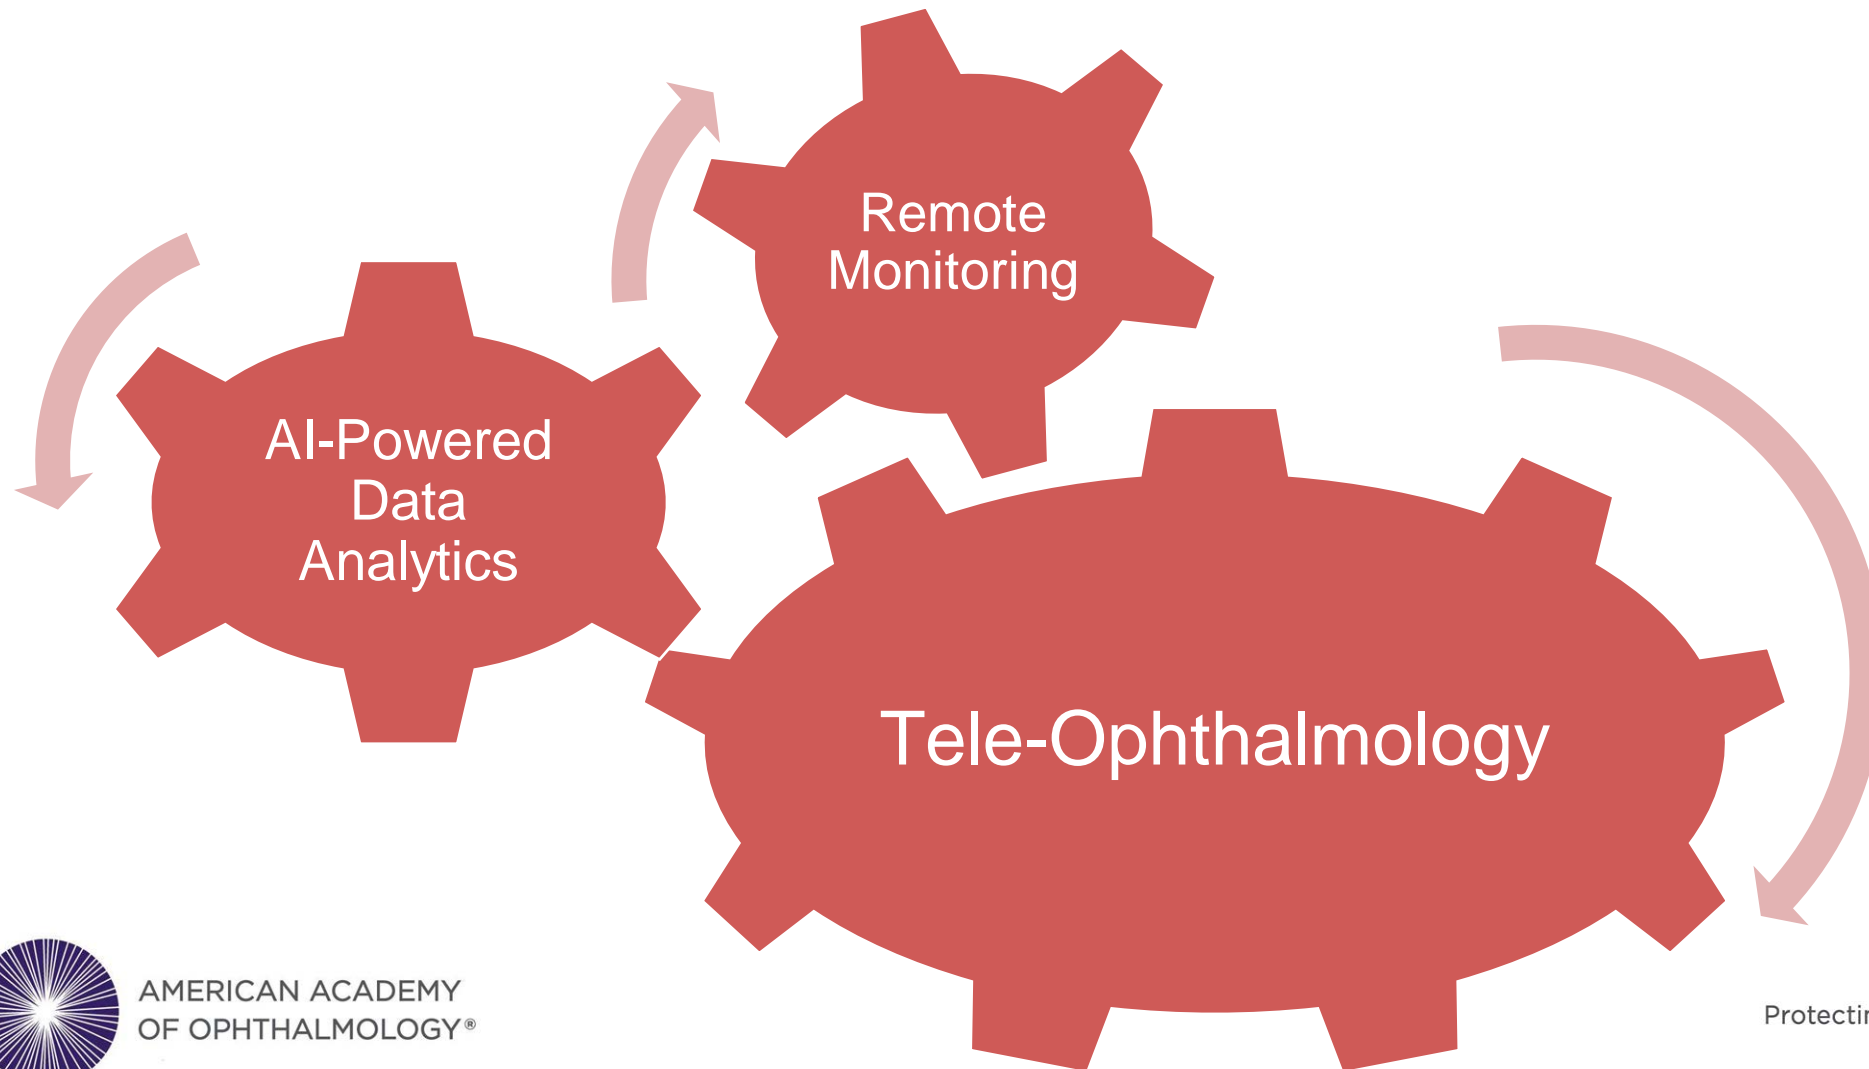 Remote
Monitoring
AI-Powered
Data
Analytics
Tele-Ophthalmology
AMERICAN ACADEMY
OF OPHTHALMOLOGY®